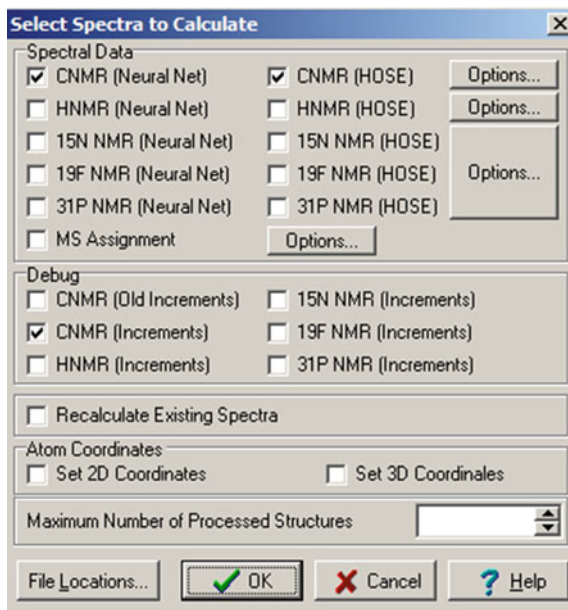 Select Spectra to Calculate
Spectral Data
CNMR (Neural Net) CNMR (HOSE) Options...
HNMR (Neural Net) HNMR (HOSE) Options...
15N NMR (Neural Net) 15N NMR (HOSE)
19F NMR (Neural Net) 19F NMR (HOSE) Options...
31P NMR (Neural Net) 31P NMR (HOSE)
MS Assignment Options...
Debug
CNMR (Old Increments) 15N NMR (Increments)
CNMR (Increments) 19F NMR (Increments)
HNMR (Increments) 31P NMR (Increments)
Recalculate Existing Spectra
Atom Coordinates
Set 2D Coordinates Set 3D Coordinales
Maximum Number of Processed Structures
File Locations... OK Cancel Help